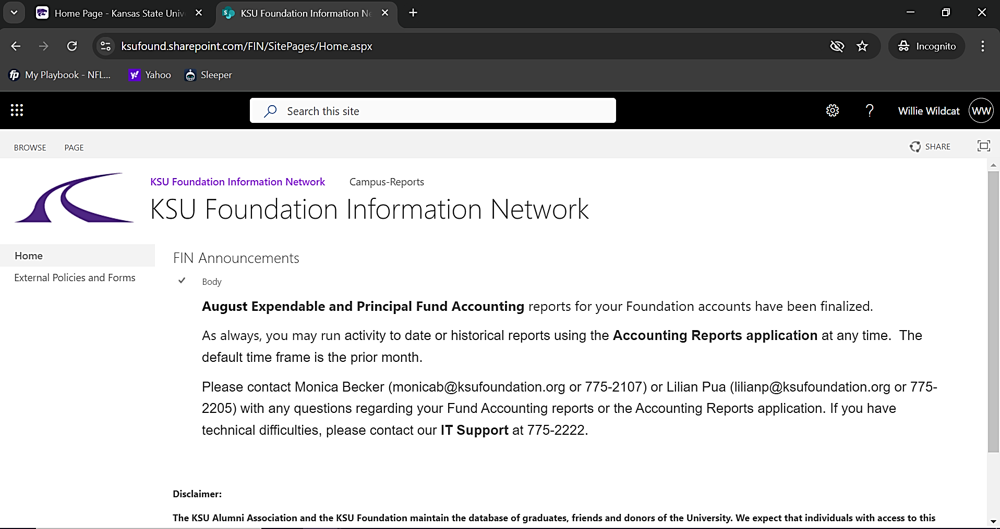 Home Page - Kansas State Univ
KSU Foundation Information Ne
ksufound.sharepoint.com/FIN/SitePages/Home.aspx
Incognito
fp My Playbook - NFL...
y! Yahoo
Sleeper
Search this site
? Willie Wildcat WW
BROWSE PAGE
SHARE
KSU Foundation Information Network Campus-Reports
KSU Foundation Information Network
Home
External Policies and Forms
FIN Announcements
Body
August Expendable and Principal Fund Accounting reports for your Foundation accounts have been finalized.
As always, you may run activity to date or historical reports using the Accounting Reports application at any time. The
default time frame is the prior month.
Please contact Monica Becker (monicab@ksufoundation.org or 775-2107) or Lilian Pua (lilianp@ksufoundation.org or 775-
2205) with any questions regarding your Fund Accounting reports or the Accounting Reports application. If you have
technical difficulties, please contact our IT Support at 775-2222.
Disclaimer:
The KSU Alumni Association and the KSU Foundation maintain the database of graduates, friends and donors of the University. We expect that individuals with access to this